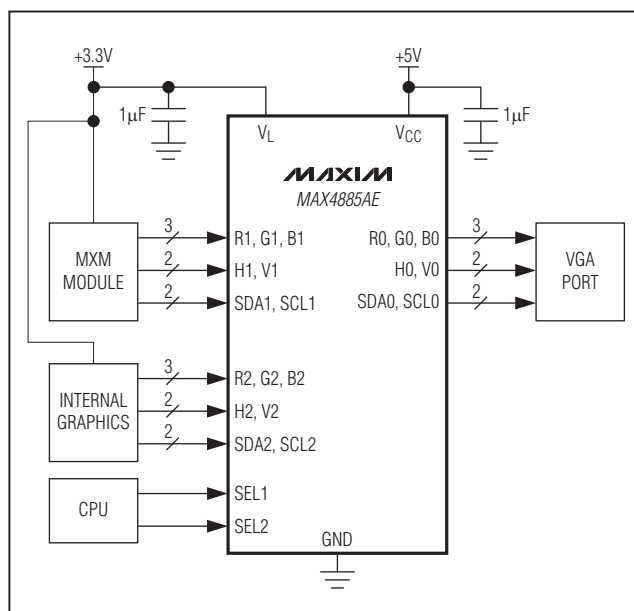 +3.3V
+5V
1µF
1µF
VL
VCC
MAXIM
MAX4885AE
MXM
MODULE
3
R1, G1, B1
2
H1, V1
2
SDA1, SCL1
R0, G0, B0
3
H0, V0
2
SDA0, SCL0
2
VGA
PORT
INTERNAL
GRAPHICS
3
R2, G2, B2
2
H2, V2
2
SDA2, SCL2
CPU
SEL1
SEL2
GND